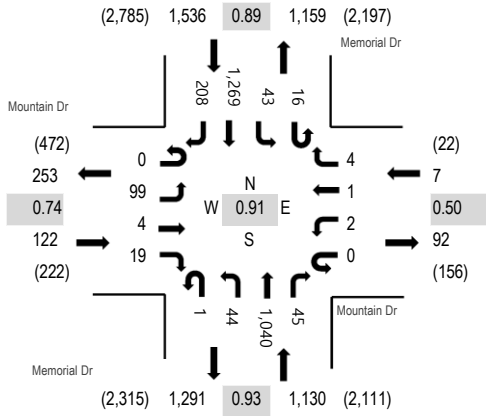 (2,785) 1,536 0.89 1,159 (2,197)
Memorial Dr
208 1,269 43 16
Mountain Dr
(472)
253
0.74
122
(222)
0
99
4
19
N
W 0.91 E
S
4
1
2
0
(22)
7
0.50
92
(156)
1 44 1,040 45
Mountain Dr
Memorial Dr
(2,315) 1,291 0.93 1,130 (2,111)